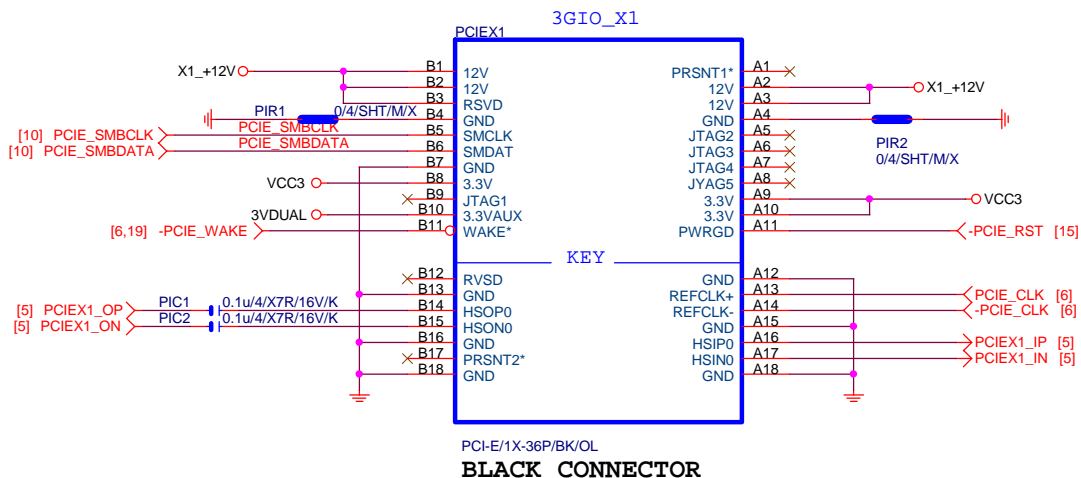 3GIO_X1
PCIEX1
X1_+12V B1 12V PRSNT1* A1
B2 12V 12V A2 X1_+12V
B3 RSVD 12V A3
PIR1 0/4/SHT/M/X B4 GND GND A4
[10] PCIE_SMBCLK PCIE_SMBCLK B5 SMCLK JTAG2 A5
[10] PCIE_SMBDATA PCIE_SMBDATA B6 SMDAT JTAG3 A6 PIR2
B7 GND JTAG4 A7 0/4/SHT/M/X
VCC3 B8 3.3V JYAG5 A8
B9 JTAG1 3.3V A9 VCC3
3VDUAL B10 3.3VAUX 3.3V A10
[6,19] -PCIE_WAKE B11 WAKE* PWRGD A11 -PCIE_RST [15]
KEY
B12 RVSD GND A12
B13 GND REFCLK+ A13 PCIE_CLK [6]
[5] PCIEX1_OP PIC1 0.1u/4/X7R/16V/K B14 HSOP0 REFCLK- A14 -PCIE_CLK [6]
[5] PCIEX1_ON PIC2 0.1u/4/X7R/16V/K B15 HSON0 GND A15
B16 GND HSIP0 A16 PCIEX1_IP [5]
B17 PRSNT2* HSIN0 A17 PCIEX1_IN [5]
B18 GND GND A18
PCI-E/1X-36P/BK/OL
BLACK CONNECTOR